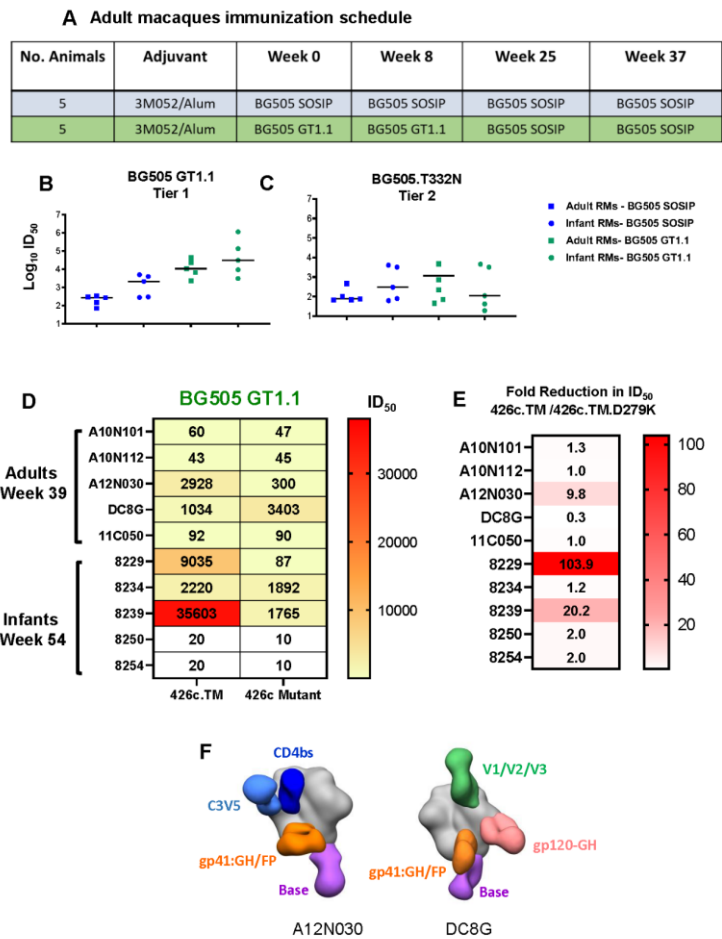 A Adult macaques immunization schedule
No. Animals Adjuvant Week 0 Week 8 Week 25 Week 37
5 3M052/Alum BG505 SOSIP BG505 SOSIP BG505 SOSIP BG505 SOSIP
5 3M052/Alum BG505 GT1.1 BG505 GT1.1 BG505 SOSIP BG505 SOSIP
B BG505 GT1.1
Tier 1
Log10 ID50
7
6
5
4
3
2
1
C BG505.T332N
Tier 2
7
6
5
4
3
2
1
Adult RMs - BG505 SOSIP
Infant RMs- BG505 SOSIP
Adult RMs- BG505 GT1.1
Infant RMs- BG505 GT1.1
D BG505 GT1.1 ID50
Adults
Week 39
Infants
Week 54
A10N101 60 47
A10N112 43 45
A12N030 2928 300
DC8G 1034 3403
11C050 92 90
8229 9035 87
8234 2220 1892
8239 35603 1765
8250 20 10
8254 20 10
426c.TM 426c Mutant
30000
20000
10000
E Fold Reduction in ID50
426c.TM /426c.TM.D279K
A10N101 1.3
A10N112 1.0
A12N030 9.8
DC8G 0.3
11C050 1.0
8229 103.9
8234 1.2
8239 20.2
8250 2.0
8254 2.0
100
80
60
40
20
F
CD4bs
C3V5
gp41:GH/FP
Base
A12N030
V1/V2/V3
gp120-GH
gp41:GH/FP
Base
DC8G